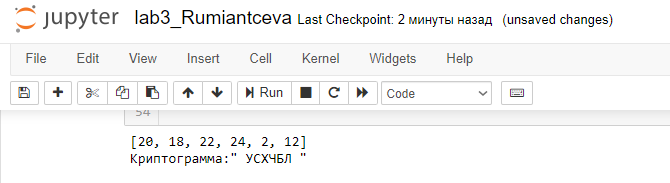 jupyter lab3_Rumiantceva Last Checkpoint: 2 минуты назад (unsaved changes)
File Edit View Insert Cell Kernel Widgets Help
Run Code
54
[20, 18, 22, 24, 2, 12]
Криптограмма:" УСХЧБЛ "